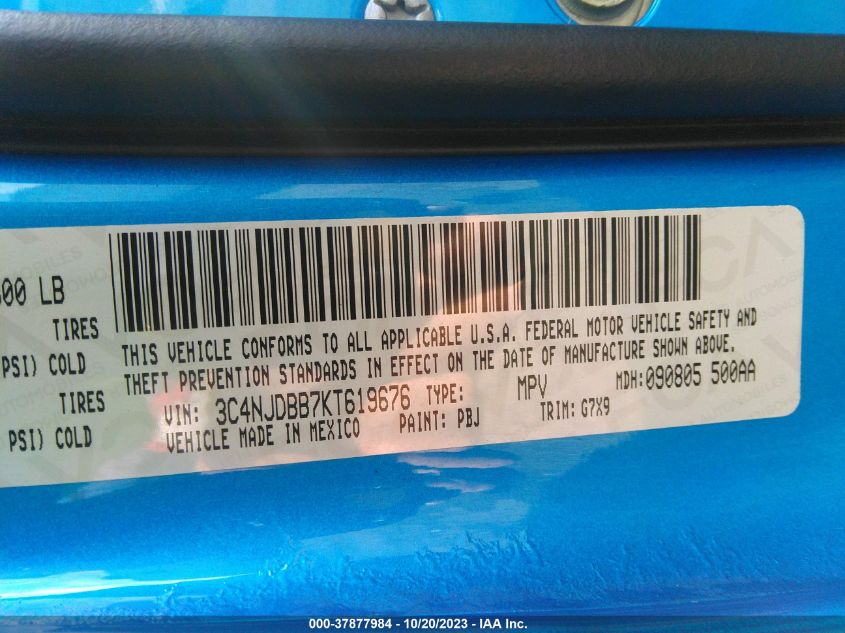 600 LB
TIRES
PSI) COLD
TIRES
PSI) COLD
THIS VEHICLE CONFORMS TO ALL APPLICABLE U.S.A. FEDERAL MOTOR VEHICLE SAFETY AND
THEFT PREVENTION STANDARDS IN EFFECT ON THE DATE OF MANUFACTURE SHOWN ABOVE.
VIN: 3C4NJDBB7KT619676 TYPE: MPV MDH:090805 500AA
VEHICLE MADE IN MEXICO PAINT: PBJ TRIM: G7X9
000-37877984 - 10/20/2023 - IAA Inc.